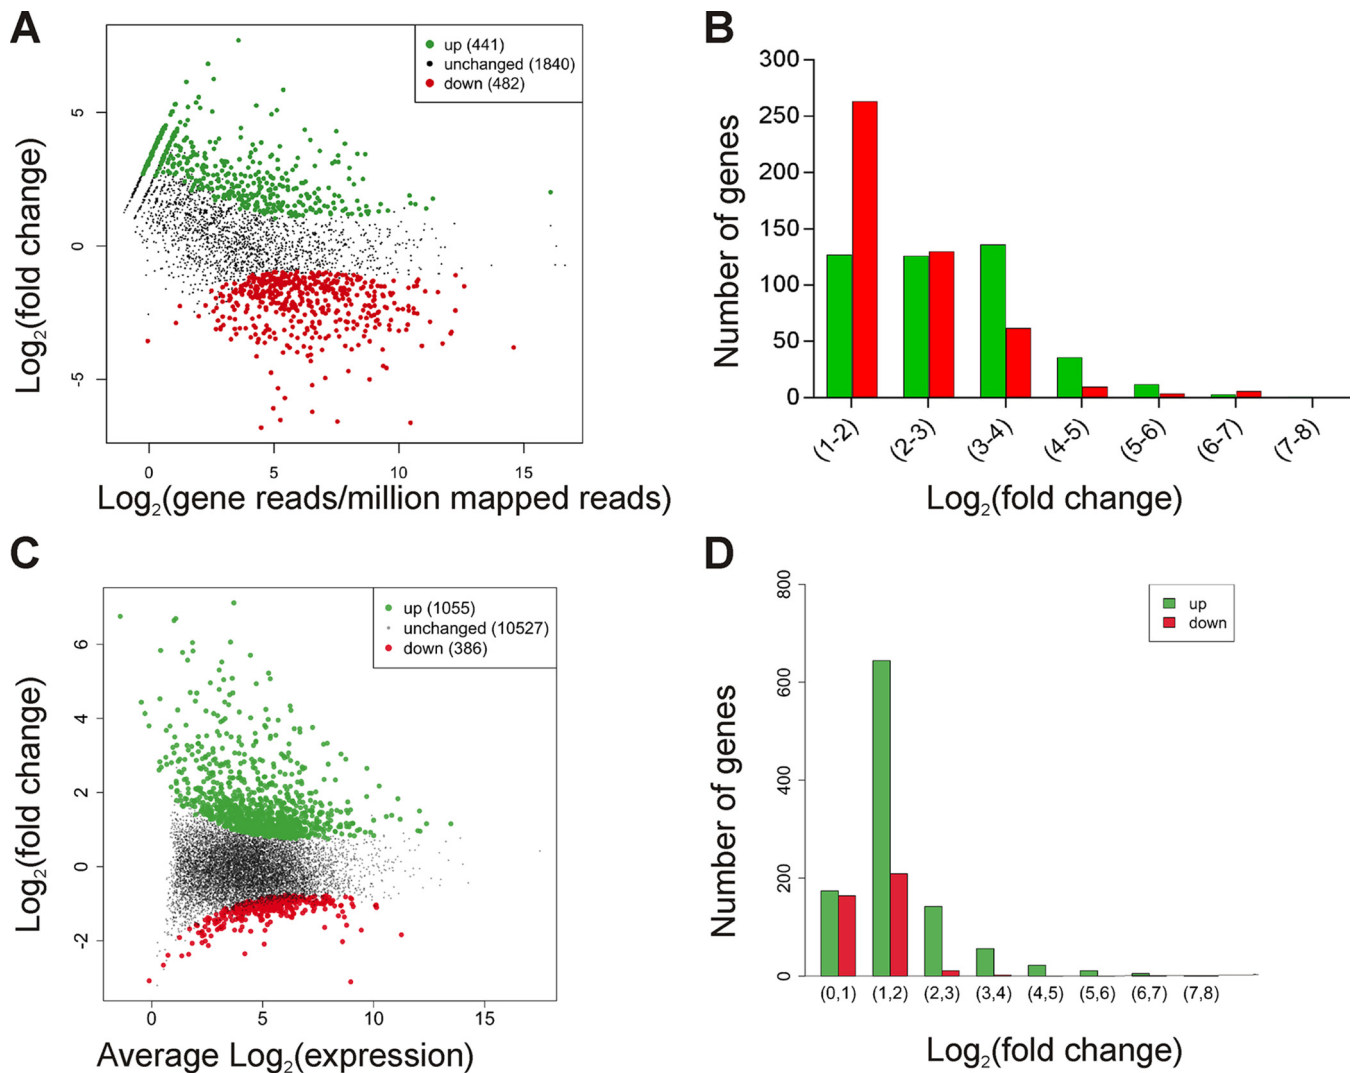 A
up (441)
unchanged (1840)
down (482)
5
0
-5
Log2(fold change)
0 5 10 15
Log2(gene reads/million mapped reads)
B
300
250
200
150
100
50
0
Number of genes
(1-2) (2-3) (3-4) (4-5) (5-6) (6-7) (7-8)
Log2(fold change)
C
up (1055)
unchanged (10527)
down (386)
6
4
2
0
-2
Log2(fold change)
0 5 10 15
Average Log2(expression)
D
up
down
800
600
400
200
0
Number of genes
(0,1) (1,2) (2,3) (3,4) (4,5) (5,6) (6,7) (7,8)
Log2(fold change)